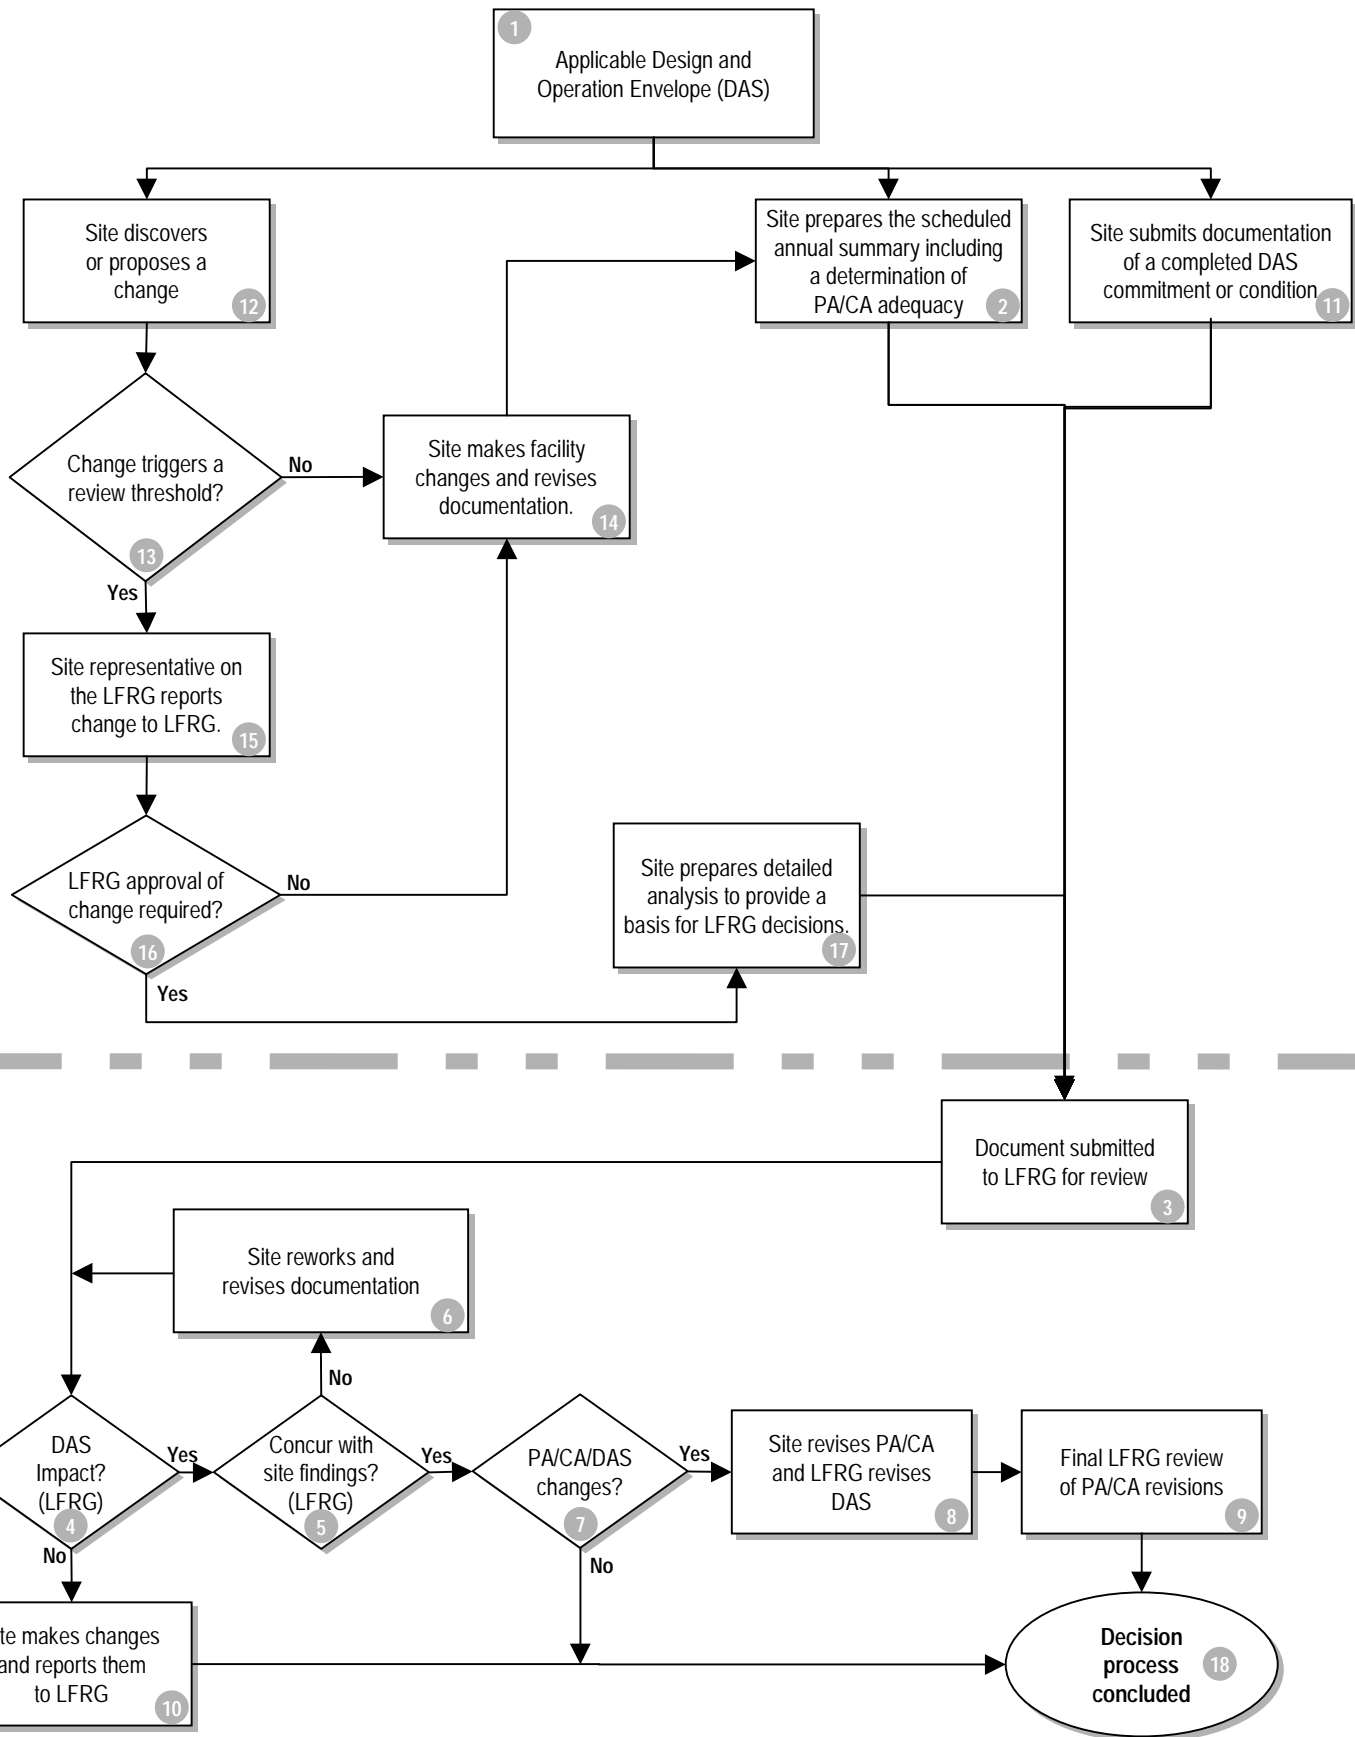 1
Applicable Design and
Operation Envelope (DAS)
Site discovers
or proposes a
change
12
Site prepares the scheduled
annual summary including
a determination of
PA/CA adequacy
2
Site submits documentation
of a completed DAS
commitment or condition
11
Change triggers a
review threshold?
13
No
Yes
Site makes facility
changes and revises
documentation.
14
Site representative on
the LFRG reports
change to LFRG.
15
LFRG approval of
change required?
16
No
Yes
Site prepares detailed
analysis to provide a
basis for LFRG decisions.
17
Document submitted
to LFRG for review
3
Site reworks and
revises documentation
6
No
DAS
Impact?
(LFRG)
4
Yes
No
Concur with
site findings?
(LFRG)
5
Yes
PA/CA/DAS
changes?
7
Yes
No
Site revises PA/CA
and LFRG revises
DAS
8
Final LFRG review
of PA/CA revisions
9
te makes changes
and reports them
to LFRG
10
Decision
process
concluded
18